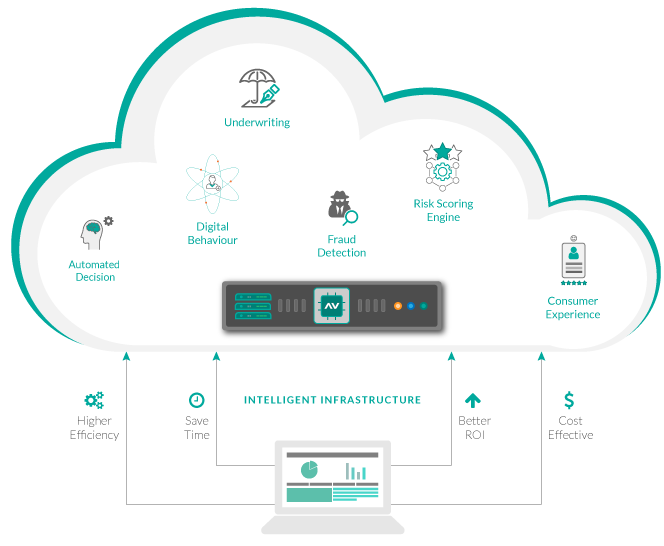 Underwriting
Digital
Behaviour
Fraud
Detection
Risk Scoring
Engine
Automated
Decision
Consumer
Experience
AV
Higher
Efficiency
Save
Time
INTELLIGENT INFRASTRUCTURE
Better
ROI
Cost
Effective